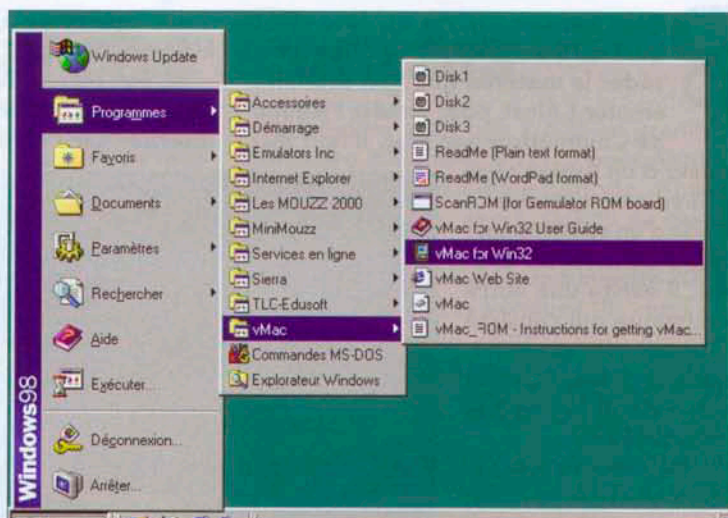 Windows Update
Programmes
Favoris
Documents
Paramètres
Rechercher
Aide
Exécuter...
Déconnexion...
Arrêter...
Windows98
Accessoires
Démarrage
Emulators Inc
Internet Explorer
Les MOUZZ 2000
MiniMouzz
Services en ligne
Sierra
TLC-Edusoft
vMac
Commandes MS-DOS
Explorateur Windows
Disk1
Disk2
Disk3
ReadMe (Plain text format)
ReadMe (WordPad format)
ScanROM (for Gemulator ROM board)
vMac for Win32 User Guide
vMac for Win32
vMac Web Site
vMac
vMac_ROM - Instructions for getting vMac...